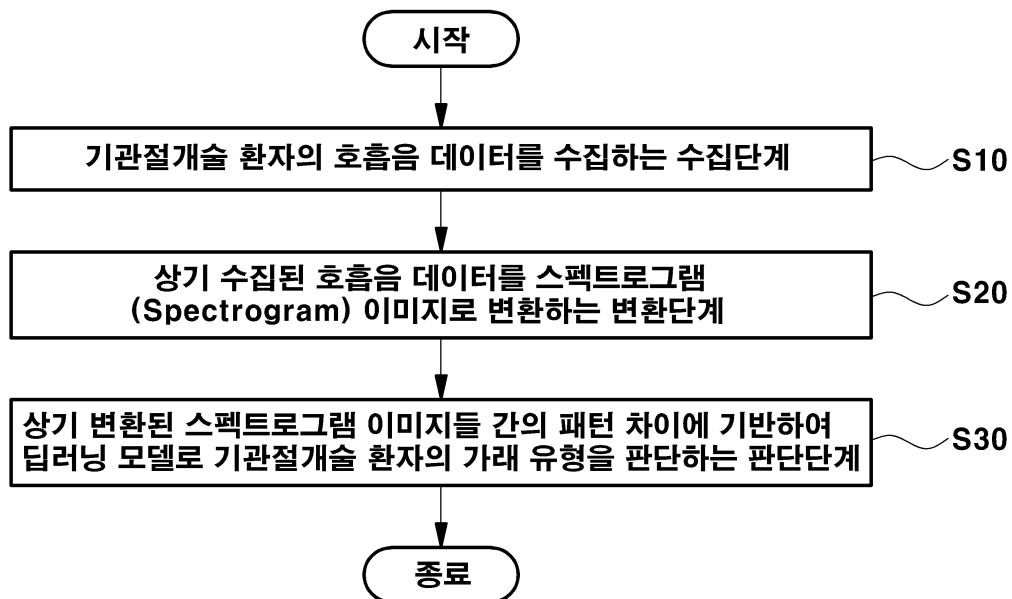 시작
기관절개술 환자의 호흡음 데이터를 수집하는 수집단계
S10
상기 수집된 호흡음 데이터를 스펙트로그램
(Spectrogram) 이미지로 변환하는 변환단계
S20
상기 변환된 스펙트로그램 이미지들 간의 패턴 차이에 기반하여
딥러닝 모델로 기관절개술 환자의 가래 유형을 판단하는 판단단계
S30
종료